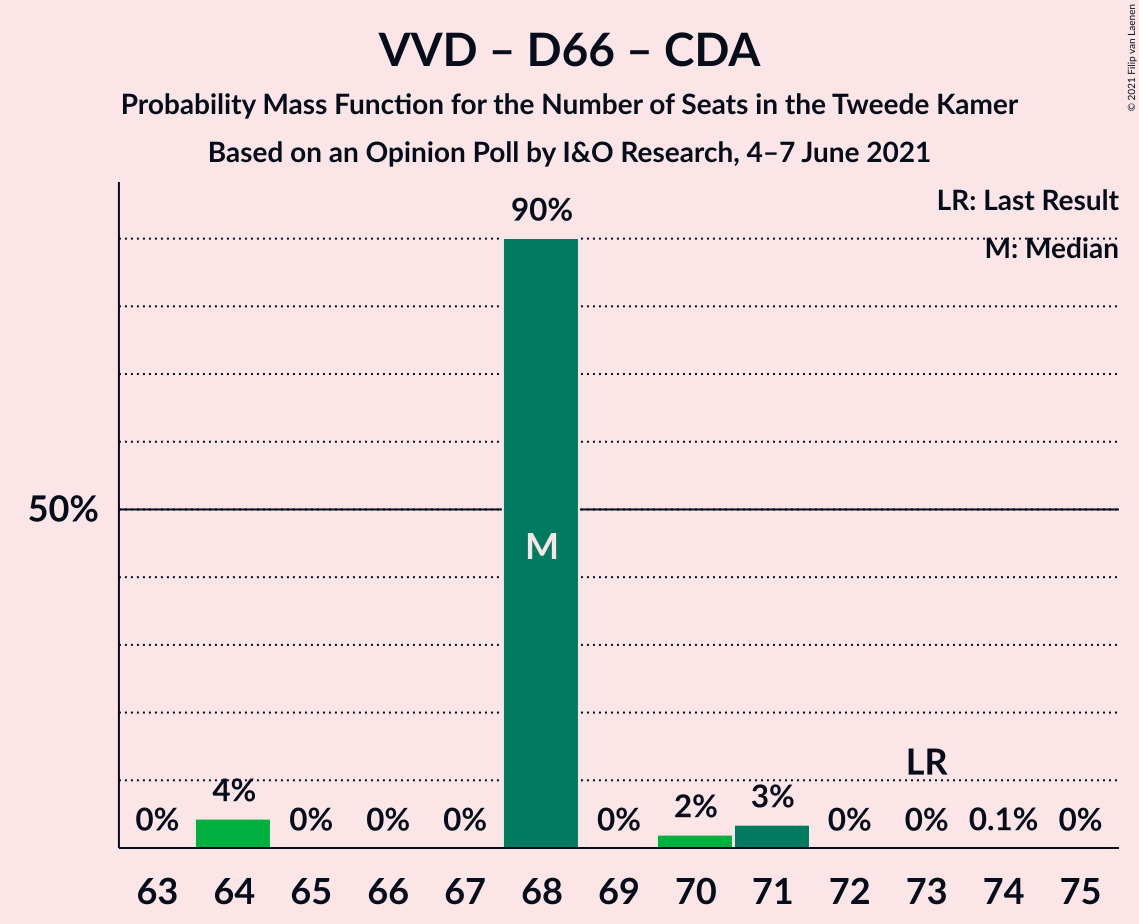 VVD – D66 – CDA
Probability Mass Function for the Number of Seats in the Tweede Kamer
Based on an Opinion Poll by I&O Research, 4–7 June 2021
© 2021 Filip van Laenen
LR: Last Result
M: Median
90%
50%
M
LR
0% 4% 0% 0% 0% 0% 2% 3% 0% 0% 0.1% 0%
63 64 65 66 67 68 69 70 71 72 73 74 75